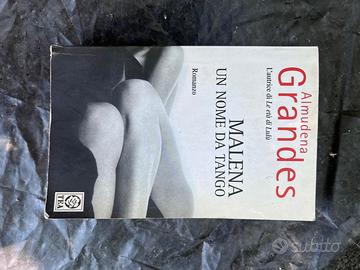 Almudena
Grandes
L'autrice di Le età di Lulù
MALENA
UN NOME DA TANGO
Romanzo
TEA
subito